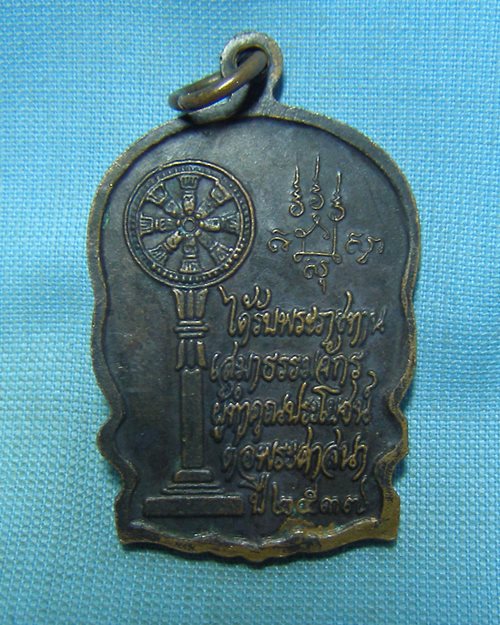 ได้รับพระราชทาน
เสมาธรรมจักร
ผู้ทำคุณประโยชน์
ต่อพระศาสนา
ปี ๒๕๓๗